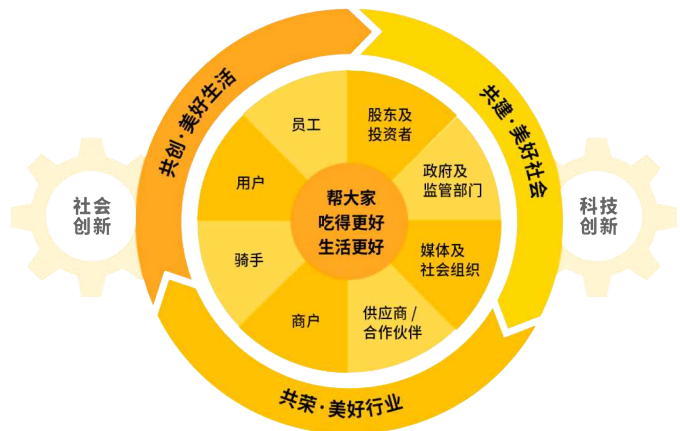 共创·美好生活
共建·美好社会
共荣·美好行业
社会
创新
科技
创新
员工
股东及
投资者
政府及
监管部门
媒体及
社会组织
供应商 /
合作伙伴
商户
骑手
用户
帮大家
吃得更好
生活更好